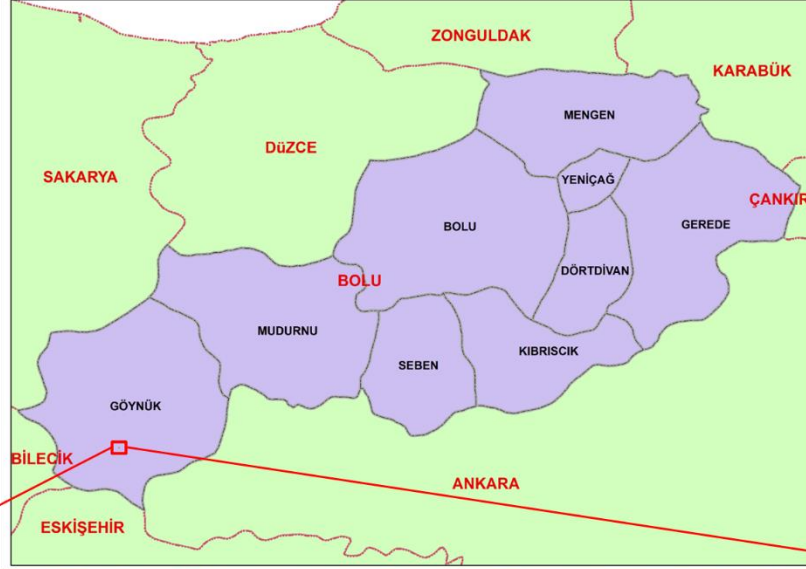 ZONGULDAK
KARABÜK
MENGEN
DüZCE
SAKARYA
YENİÇAĞ
ÇANKIR
BOLU
GEREDE
DÖRTDİVAN
BOLU
MUDURNU
KIBRISCIK
SEBEN
GÖYNÜK
BİLECİK
ANKARA
ESKİŞEHİR